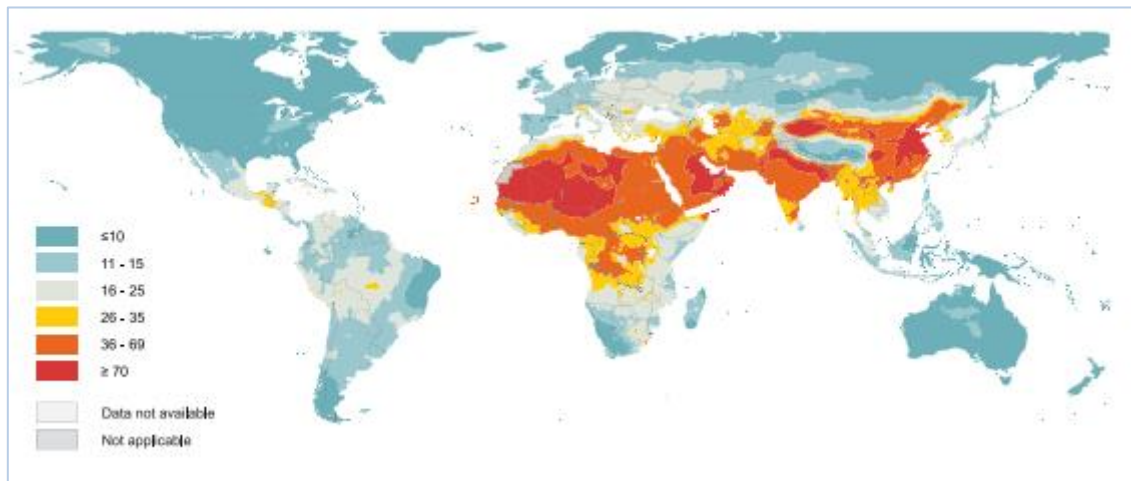 ≤10
11 - 15
16 - 25
26 - 35
36 - 69
≥ 70
Data not available
Not applicable